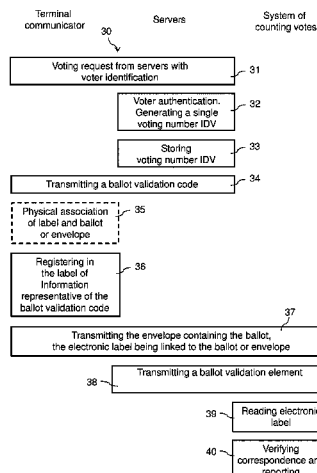 Terminal
communicator
Servers
System of
counting votes
30
Voting request from servers with
voter identification
31
Voter authentication.
Generating a single
voting number IDV
32
Storing
voting number IDV
33
Transmitting a ballot validation code
34
Physical association
of label and ballot
or envelope
35
Registering in
the label of
Information
representative of the
ballot validation code
36
37
Transmitting the envelope containing the ballot,
the electronic label being linked to the ballot or envelope
Transmitting a ballot validation element
38
39
Reading electronic
label
40
Verifying
correspondence an
reporting